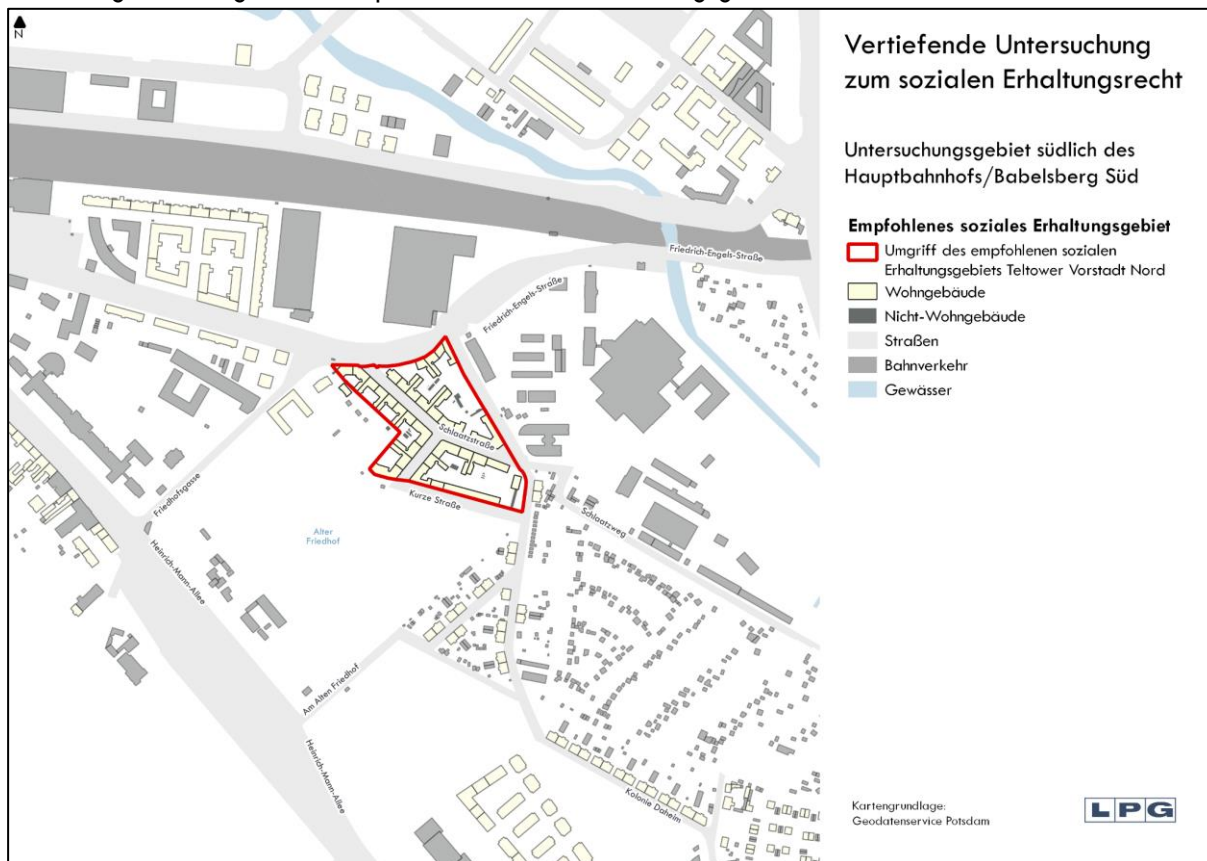 N
Vertiefende Untersuchung
zum sozialen Erhaltungsrecht
Untersuchungsgebiet südlich des
Hauptbahnhofs/Babelsberg Süd
Empfohlenes soziales Erhaltungsgebiet
Umgriff des empfohlenen sozialen
Erhaltungsgebiets Teltower Vorstadt Nord
Wohngebäude
Nicht-Wohngebäude
Straßen
Bahnverkehr
Gewässer
Friedrich-Engels-Straße
Friedrich-Engels-Straße
Schlaatzstraße
Kurze Straße
Friedhofsgasse
Alter
Friedhof
Heinrich-Mann-Allee
Schlaatzweg
Am Alten Friedhof
Heinrich-Mann-Allee
Kolonie Daheim
Kartengrundlage:
Geodatenservice Potsdam
LPG